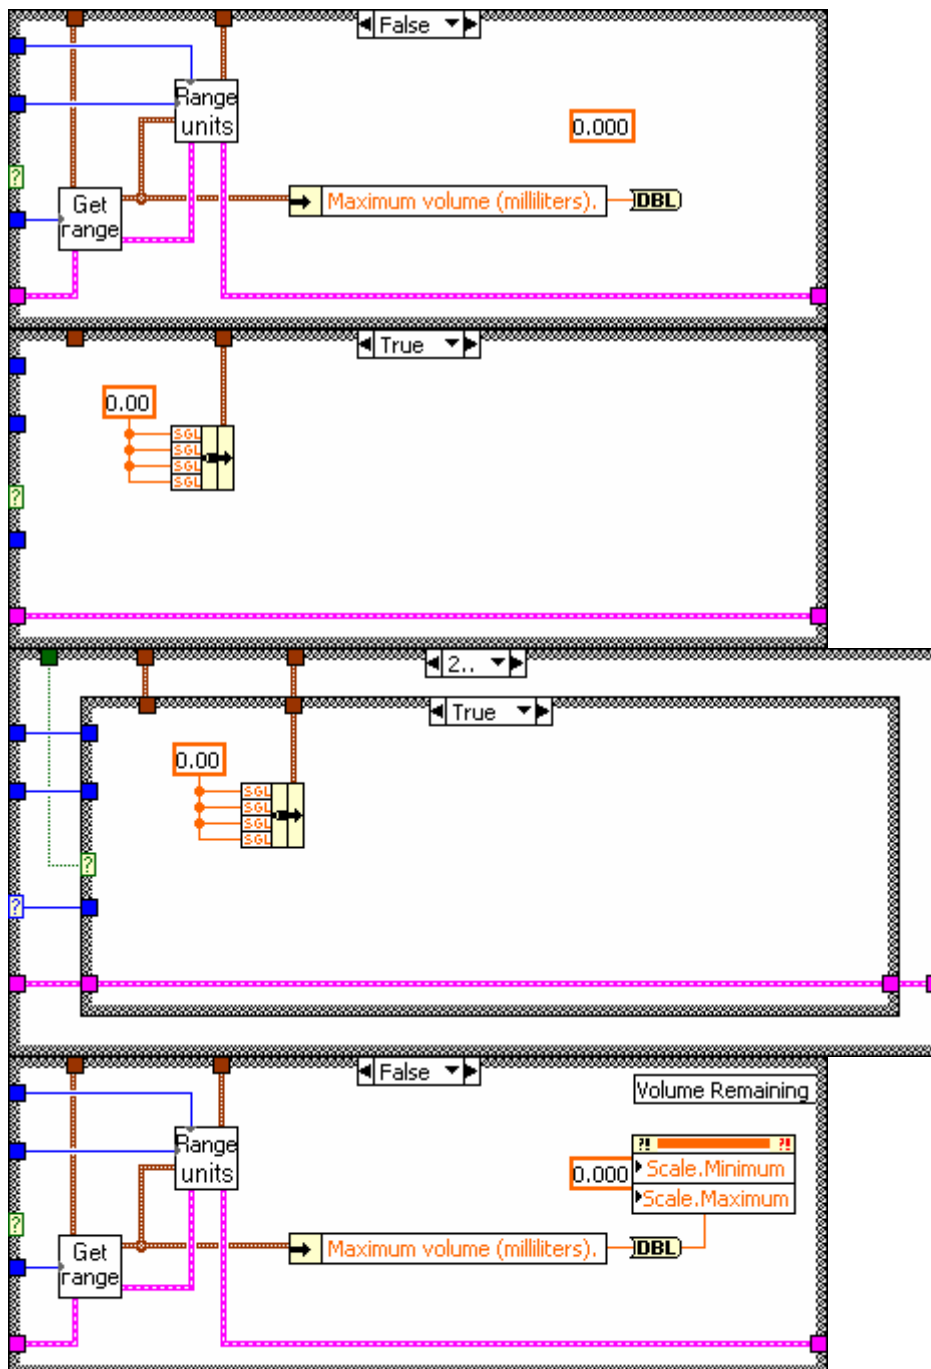 False
Range
units
0.000
?
Get
range
Maximum volume (milliliters).
DBL
True
0.00
SGL
SGL
SGL
SGL
?
2..
True
0.00
SGL
SGL
SGL
SGL
?
?
False
Volume Remaining
Range
units
?! ?!
0.000 Scale.Minimum
Scale.Maximum
?
Get
range
Maximum volume (milliliters).
DBL